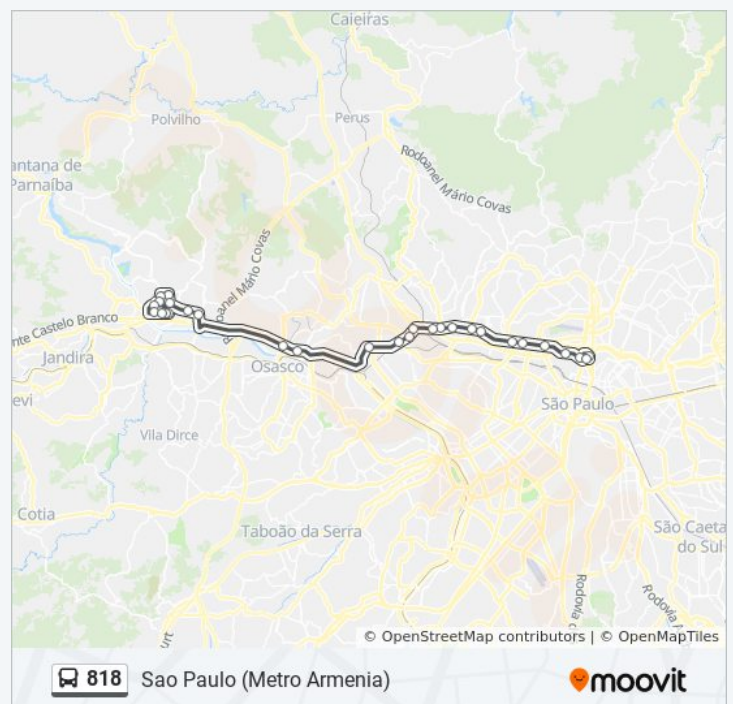 Caieiras
Polvilho
Perus
Rodoanel Mário Covas
antana de
Parnaíba
Rodoanel Mário Covas
nte Castelo Branco
Jandira
Osasco
São Paulo
evi
Vila Dirce
Cotia
Taboão da Serra
São Caeta
do Sul
Rodovia
Rodovia
urt
© OpenStreetMap contributors | © OpenMapTiles
818 Sao Paulo (Metro Armenia)
moovit